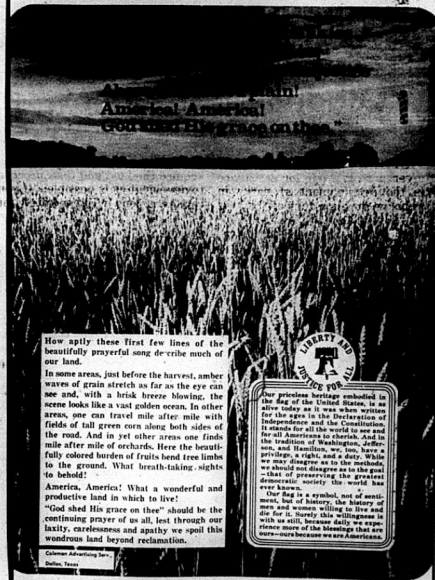 plain!
America! America!
God shed His grace on thee"
How aptly these first few lines of the
beautifully prayerful song describe much of
our land.
In some areas, just before the harvest, amber
waves of grain stretch as far as the eye can
see and, with a brisk breeze blowing, the
scene looks like a vast golden ocean. In other
areas, one can travel mile after mile with
fields of tall green corn along both sides of
the road. And in yet other areas one finds
mile after mile of orchards. Here the beauti-
fully colored burden of fruits bend tree limbs
to the ground. What breath-taking sights
to behold!
America, America! What a wonderful and
productive land in which to live!
"God shed His grace on thee" should be the
continuing prayer of us all, lest through our
laxity, carelessness and apathy we spoil this
wondrous land beyond reclamation.
Coleman Advertising Serv.
Dallas, Texas
LIBERTY AND
JUSTICE FOR ALL
Our priceless heritage embodied in
the flag of the United States, is as
alive today as it was when written
for the ages in the Declaration of
Independence and the Constitution.
It stands for all the world to see and
for all Americans to cherish. And in
the tradition of Washington, Jeffer-
son, and Hamilton, we, too, have a
privilege, a right, and a duty. While
we may disagree as to the methods,
we should not disagree as to the goal
—that of preserving the greatest
democratic society the world has
ever known.
Our flag is a symbol, not of senti-
ment, but of history, the history of
men and women willing to live and
die for it. Surely this willingness is
with us still, because daily we expe-
rience more of the blessings that are
ours—ours because we are Americans.